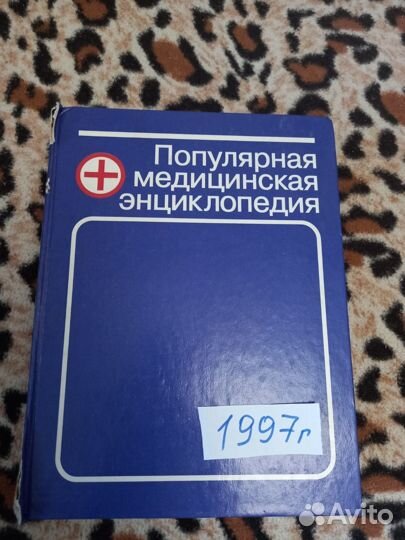 Популярная
медицинская
энциклопедия
1997г
Avito